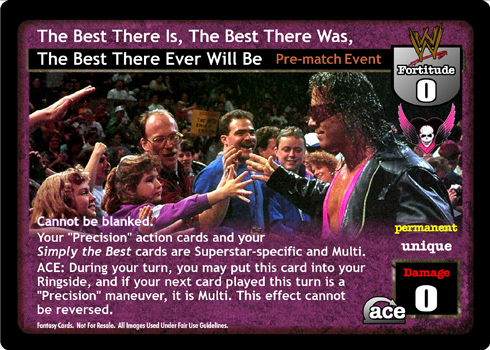 The Best There Is, The Best There Was,
The Best There Ever Will Be Pre-match Event
W
Fortitude
0
Cannot be blanked.
Your "Precision" action cards and your
Simply the Best cards are Superstar-specific and Multi.
ACE: During your turn, you may put this card into your
Ringside, and if your next card played this turn is a
"Precision" maneuver, it is Multi. This effect cannot
be reversed.
permanent
unique
Damage
0
ace
Fantasy Cards. Not For Resale. All Images Used Under Fair Use Guidelines.